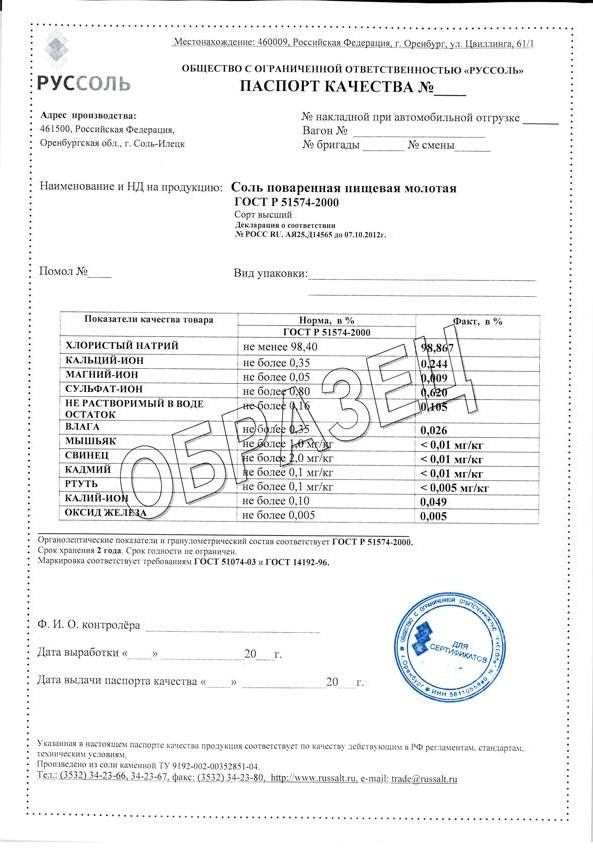 Местонахождение: 460009, Российская Федерация, г. Оренбург, ул. Цвиллинга, 61/1
РУССОЛЬ
ОБЩЕСТВО С ОГРАНИЧЕННОЙ ОТВЕТСТВЕННОСТЬЮ «РУССОЛЬ»
ПАСПОРТ КАЧЕСТВА №____
Адрес производства:
461500, Российская Федерация,
Оренбургская обл., г. Соль-Илецк
№ накладной при автомобильной отгрузке ______
Вагон № ______________________
№ бригады _______ № смены______
Наименование и НД на продукцию: Соль поваренная пищевая молотая
ГОСТ Р 51574-2000
Сорт высший
Декларация о соответствии
№ РОСС RU. АЯ25.Д14565 до 07.10.2012г.
Помол №____
Вид упаковки:______________________________________
Показатели качества товара Норма, в % Факт, в %
ГОСТ Р 51574-2000
ХЛОРИСТЫЙ НАТРИЙ не менее 98,40 98,867
КАЛЬЦИЙ-ИОН не более 0,35 0,244
МАГНИЙ-ИОН не более 0,05 0,009
СУЛЬФАТ-ИОН не более 0,80 0,620
НЕ РАСТВОРИМЫЙ В ВОДЕ ОСТАТОК не более 0,16 0,105
ВЛАГА не более 0,35 0,026
МЫШЬЯК не более 1,0 мг/кг < 0,01 мг/кг
СВИНЕЦ не более 2,0 мг/кг < 0,01 мг/кг
КАДМИЙ не более 0,1 мг/кг < 0,01 мг/кг
РТУТЬ не более 0,1 мг/кг < 0,005 мг/кг
КАЛИЙ-ИОН не более 0,10 0,049
ОКСИД ЖЕЛЕЗА не более 0,005 0,005
ОБРАЗЕЦ
Органолептические показатели и гранулометрический состав соответствует ГОСТ Р 51574-2000.
Срок хранения 2 года. Срок годности не ограничен.
Маркировка соответствует требованиям ГОСТ 51074-03 и ГОСТ 14192-96.
Ф. И. О. контролёра ________________________
Дата выработки «____» ______________20___г.
Дата выдачи паспорта качества «____» ______________20___г.
ОБЩЕСТВО С ОГРАНИЧЕННОЙ ОТВЕТСТВЕННОСТЬЮ
г. Оренбург * ИНН
ДЛЯ
СЕРТИФИКАТОВ
Указанная в настоящем паспорте качества продукция соответствует по качеству действующим в РФ регламентам, стандартам,
техническим условиям.
Произведено из соли каменной ТУ 9192-002-00352851-04.
Тел.: (3532) 34-23-66, 34-23-67, факс: (3532) 34-23-80, http://www.russalt.ru, e-mail: trade@russalt.ru